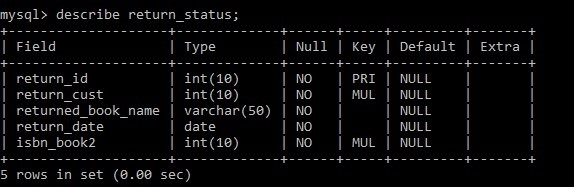 mysql> describe return_status;
+--------------------+-------------+------+-----+---------+-------+
| Field | Type | Null | Key | Default | Extra |
+--------------------+-------------+------+-----+---------+-------+
| return_id | int(10) | NO | PRI | NULL | |
| return_cust | int(10) | NO | MUL | NULL | |
| returned_book_name | varchar(50) | NO | | NULL | |
| return_date | date | NO | | NULL | |
| isbn_book2 | int(10) | NO | MUL | NULL | |
+--------------------+-------------+------+-----+---------+-------+
5 rows in set (0.00 sec)